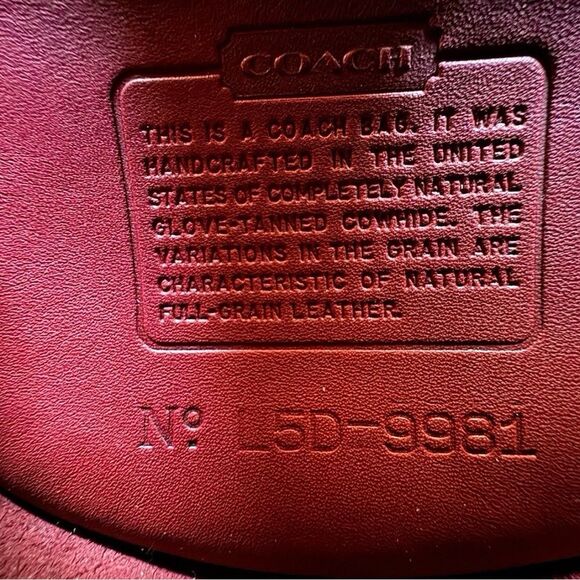 COACH
THIS IS A COACH BAG. IT WAS
HANDCRAFTED IN THE UNITED
STATES OF COMPLETELY NATURAL
GLOVE-TANNED COWHIDE. THE
VARIATIONS IN THE GRAIN ARE
CHARACTERISTIC OF NATURAL
FULL-GRAIN LEATHER.
Nº: L5D-9981